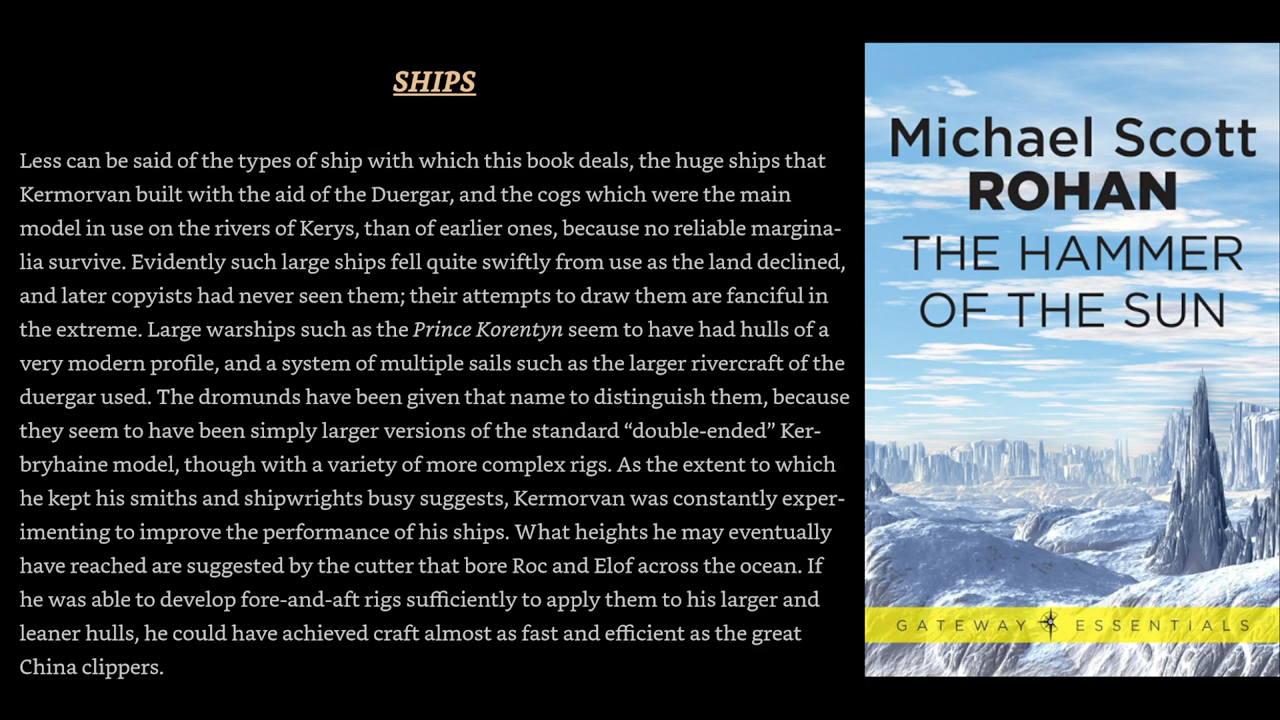 SHIPS
Less can be said of the types of ship with which this book deals, the huge ships that
Kermorvan built with the aid of the Duergar, and the cogs which were the main
model in use on the rivers of Kerys, than of earlier ones, because no reliable margina-
lia survive. Evidently such large ships fell quite swiftly from use as the land declined,
and later copyists had never seen them; their attempts to draw them are fanciful in
the extreme. Large warships such as the Prince Korentyn seem to have had hulls of a
very modern profile, and a system of multiple sails such as the larger rivercraft of the
duergar used. The dromunds have been given that name to distinguish them, because
they seem to have been simply larger versions of the standard “double-ended” Ker-
bryhaine model, though with a variety of more complex rigs. As the extent to which
he kept his smiths and shipwrights busy suggests, Kermorvan was constantly exper-
imenting to improve the performance of his ships. What heights he may eventually
have reached are suggested by the cutter that bore Roc and Elof across the ocean. If
he was able to develop fore-and-aft rigs sufficiently to apply them to his larger and
leaner hulls, he could have achieved craft almost as fast and efficient as the great
China clippers.
Michael Scott
ROHAN
THE HAMMER
OF THE SUN
GATEWAY ESSENTIALS